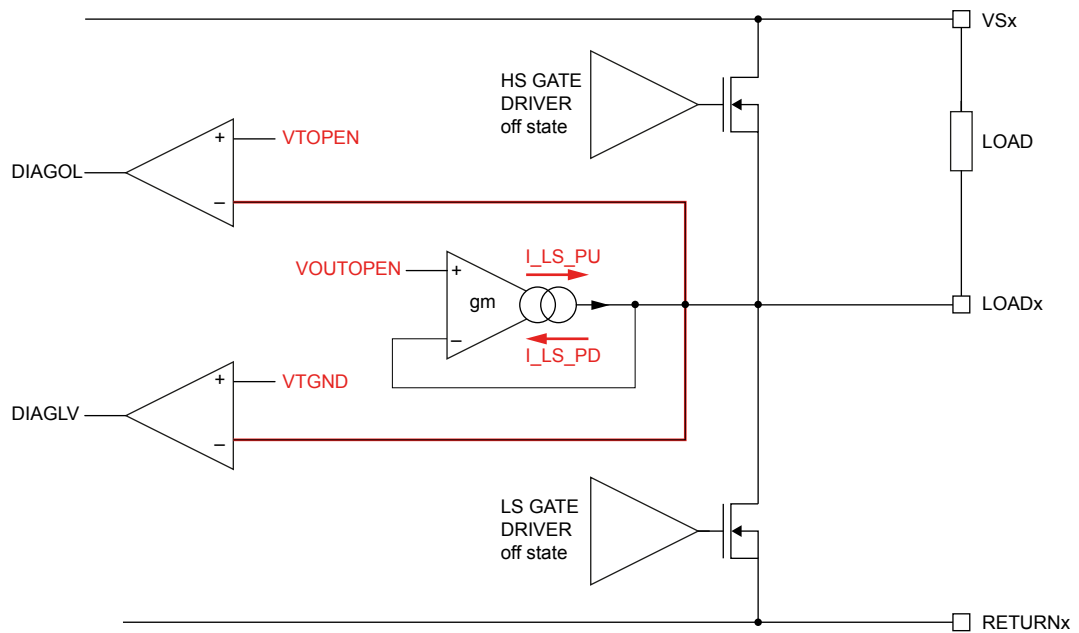 VSx
HS GATE
DRIVER
off state
+
VTOPEN
LOAD
DIAGOL
−
I_LS_PU
VOUTOPEN
+
gm
LOADx
−
I_LS_PD
+
VTGND
DIAGLV
−
LS GATE
DRIVER
off state
RETURNx